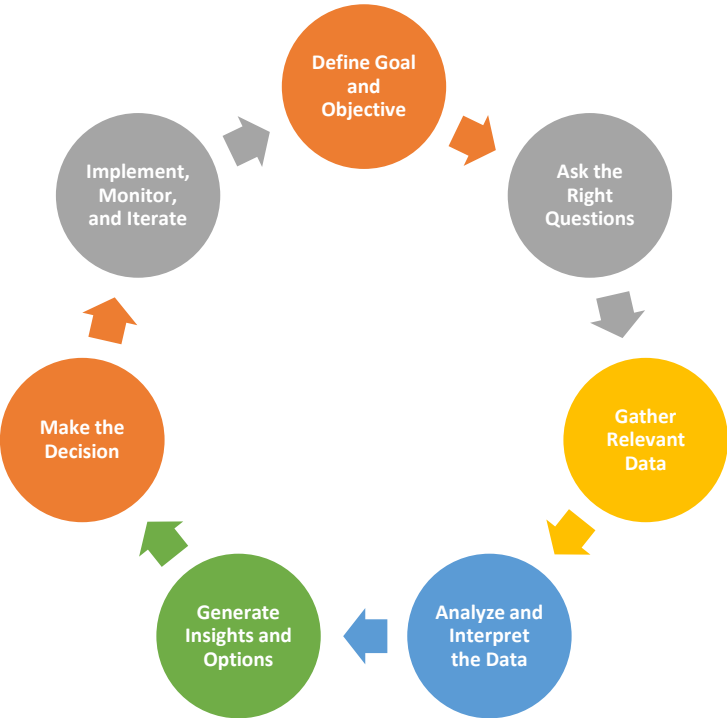 Define Goal
and
Objective
Ask the
Right
Questions
Gather
Relevant
Data
Analyze and
Interpret
the Data
Generate
Insights and
Options
Make the
Decision
Implement,
Monitor,
and Iterate